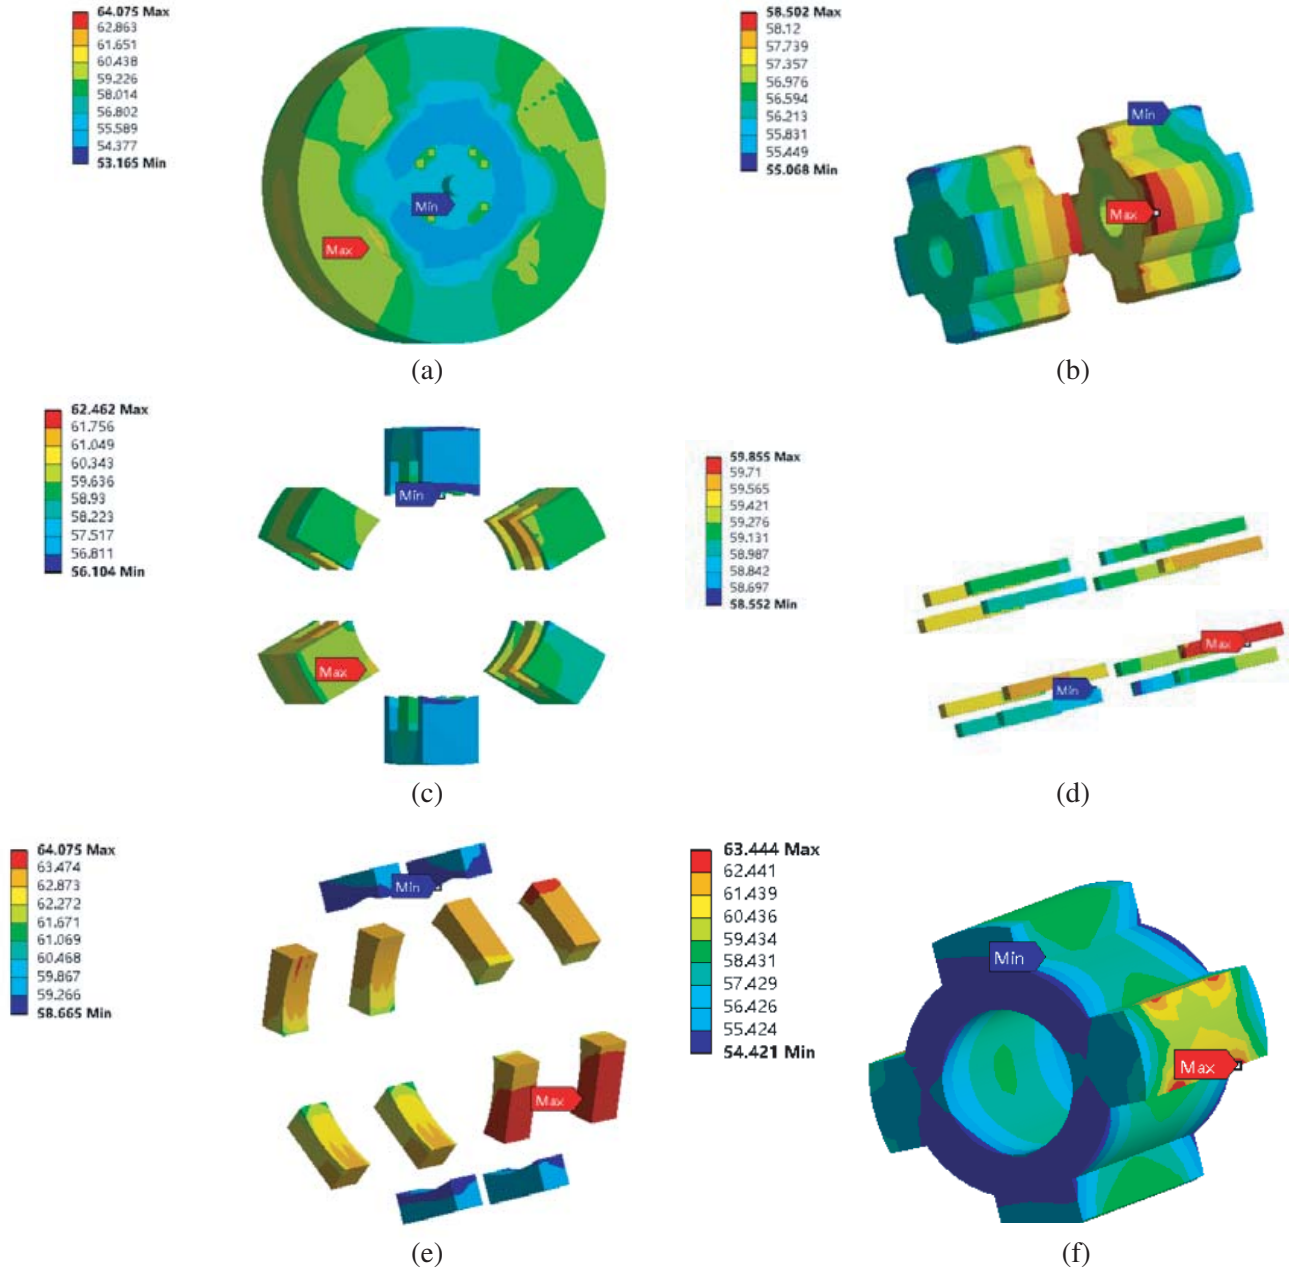 64.075 Max
62.863
61.651
60.438
59.226
58.014
56.802
55.589
54.377
53.165 Min
Min
Max
(a)
58.502 Max
58.12
57.739
57.357
56.976
56.594
56.213
55.831
55.449
55.068 Min
Min
Max
(b)
62.462 Max
61.756
61.049
60.343
59.636
58.93
58.223
57.517
56.811
56.104 Min
Min
Max
(c)
59.855 Max
59.71
59.565
59.421
59.276
59.131
58.987
58.842
58.697
58.552 Min
Max
Min
(d)
64.075 Max
63.474
62.873
62.272
61.671
61.069
60.468
59.867
59.266
58.665 Min
Min
Max
(e)
63.444 Max
62.441
61.439
60.436
59.434
58.431
57.429
56.426
55.424
54.421 Min
Min
Max
(f)